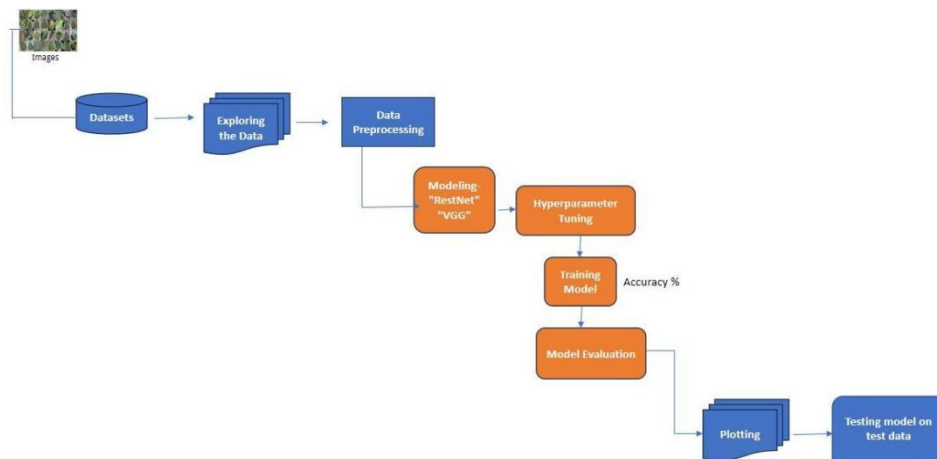 Images
Datasets
Exploring
the Data
Data
Preprocessing
Modeling-
"RestNet"
"VGG"
Hyperparameter
Tuning
Training
Model
Accuracy %
Model Evaluation
Plotting
Testing model on
test data